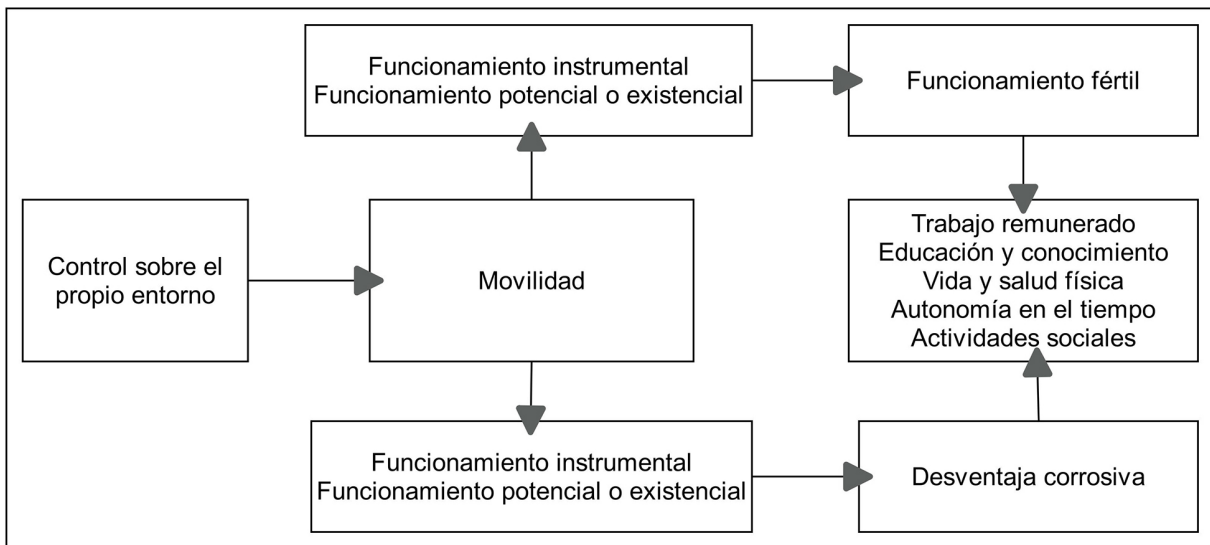 Funcionamiento instrumental
Funcionamiento potencial o existencial
Funcionamiento fértil
Control sobre el
propio entorno
Movilidad
Trabajo remunerado
Educación y conocimiento
Vida y salud física
Autonomía en el tiempo
Actividades sociales
Funcionamiento instrumental
Funcionamiento potencial o existencial
Desventaja corrosiva